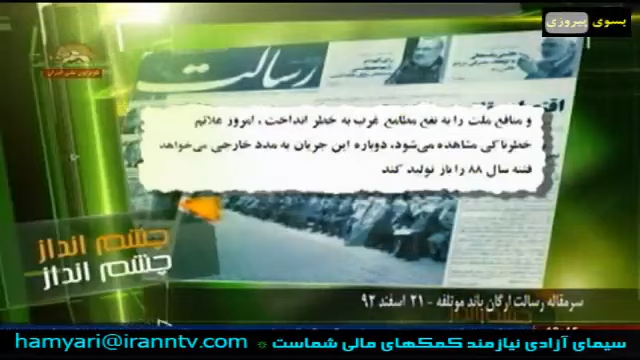 بسوی پیروزی
رسالت
و منافع ملت را به نفع مطامع غرب به خطر انداخت ، امروز علائم
خطرناکی مشاهده می‌شود، دوباره این جریان به مدد خارجی می‌خواهد
فتنه سال ۸۸ را باز تولید کند
چشم انداز
چشم انداز
سرمقاله رسالت ارگان باند موتلفه - ۲۱ اسفند ۹۲
سیمای آزادی نیازمند کمکهای مالی شماست hamyari@iranntv.com